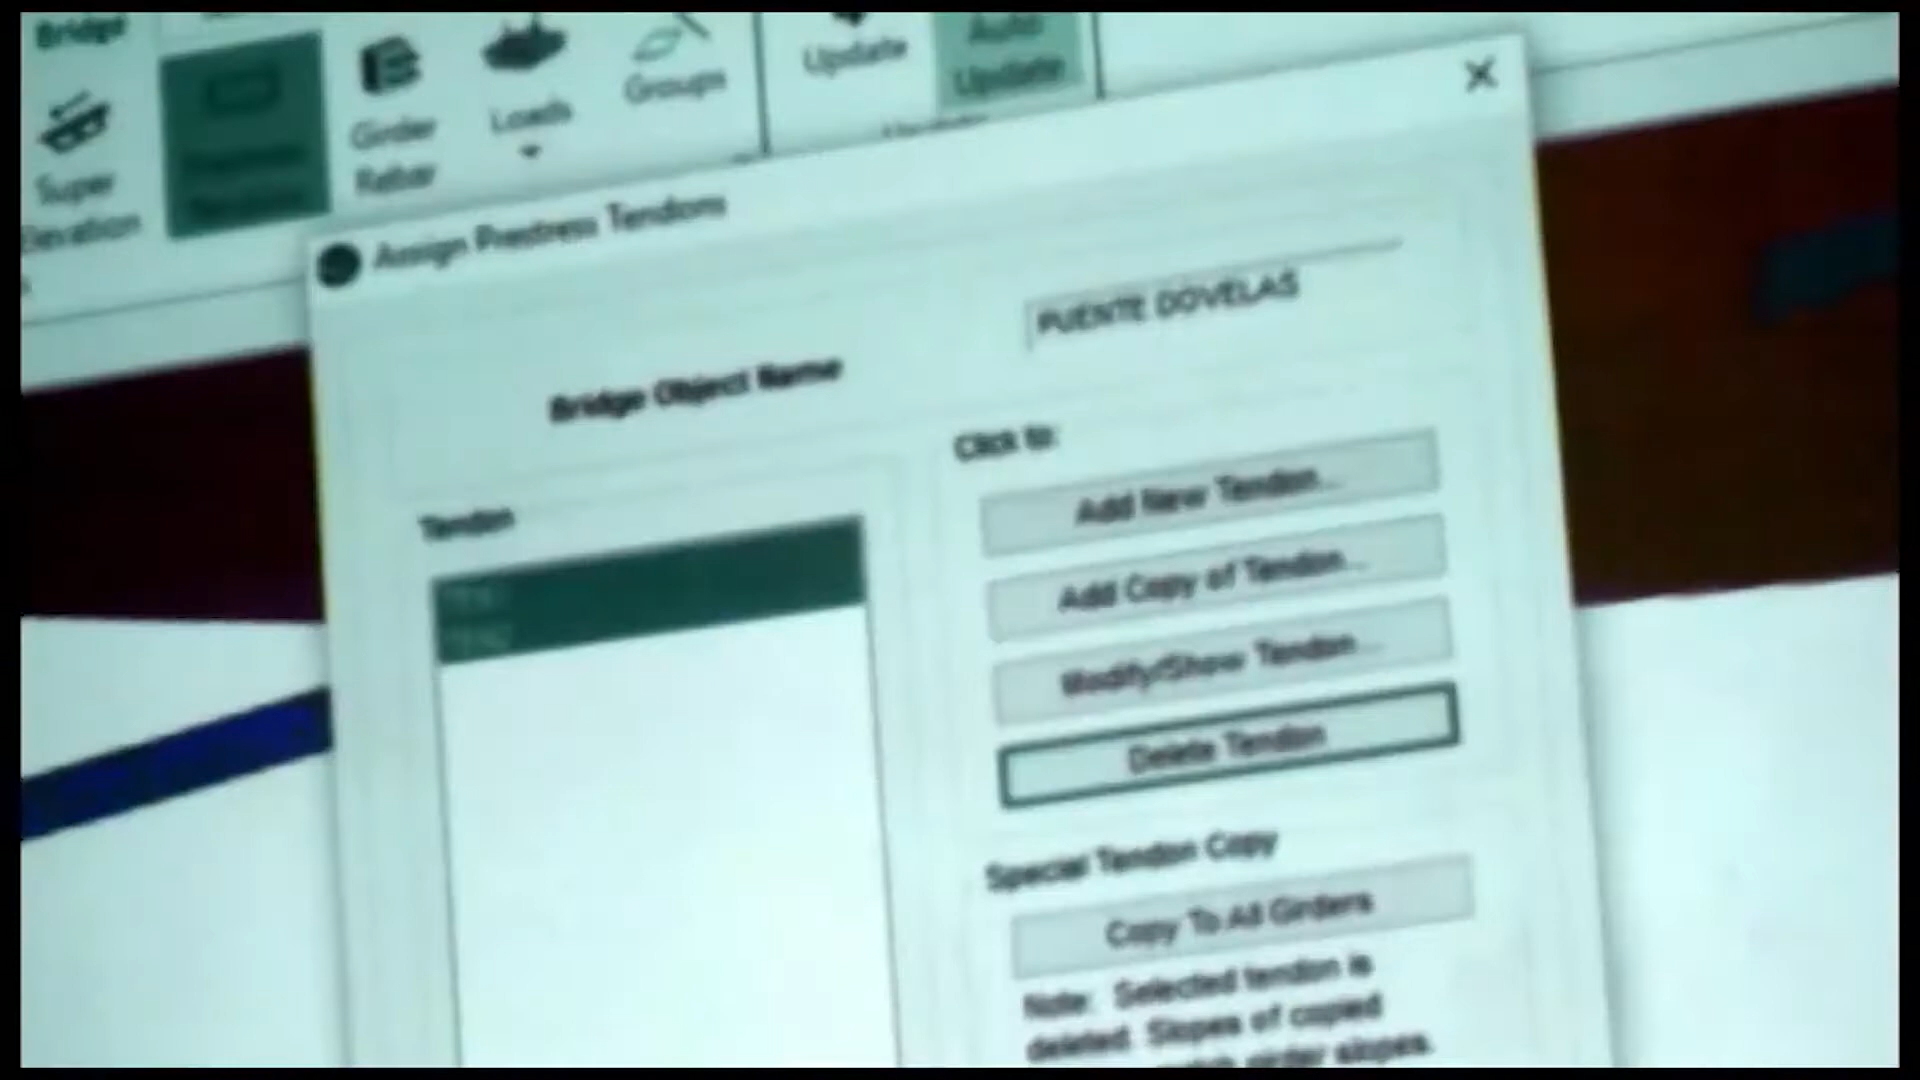 Bridge
Super
Elevation
Girder
Rebar
Loads
Groups
Update
Auto
Update
Assign Prestress Tendons
Bridge Object Name
PUENTE DOVELAS
Tendon
Click to:
Add New Tendon...
Add Copy of Tendon...
Modify/Show Tendon...
Delete Tendon
Special Tendon Copy
Copy To All Girders
Note: Selected tendon is
deleted. Slopes of copied
girder slopes.